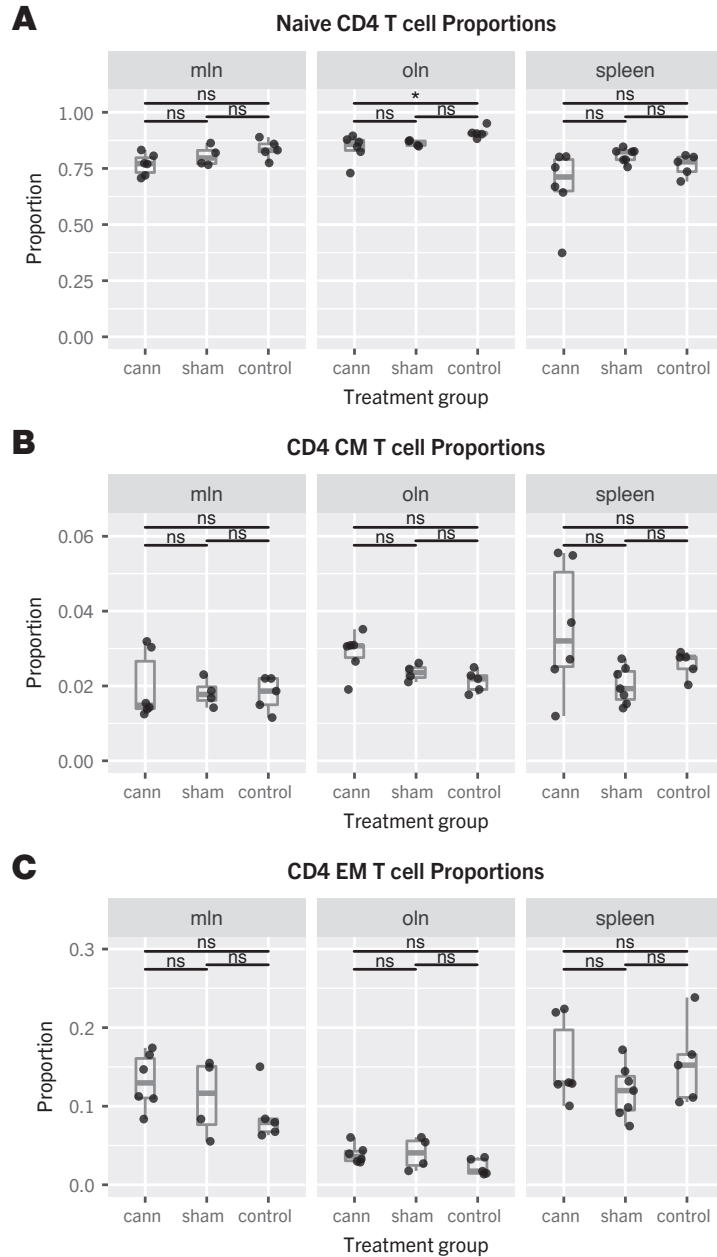 A
Naive CD4 T cell Proportions
mln oln spleen
ns * ns
ns ns ns ns ns ns
1.00
0.75
0.50
0.25
0.00
Proportion
cann sham control cann sham control cann sham control
Treatment group
B
CD4 CM T cell Proportions
mln oln spleen
ns ns ns
ns ns ns ns ns ns
0.06
0.04
0.02
0.00
Proportion
cann sham control cann sham control cann sham control
Treatment group
C
CD4 EM T cell Proportions
mln oln spleen
ns ns ns
ns ns ns ns ns ns
0.3
0.2
0.1
0.0
Proportion
cann sham control cann sham control cann sham control
Treatment group